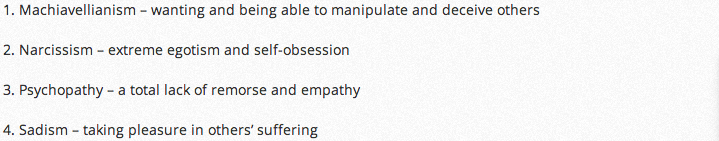 1. Machiavellianism – wanting and being able to manipulate and deceive others
2. Narcissism – extreme egotism and self-obsession
3. Psychopathy – a total lack of remorse and empathy
4. Sadism – taking pleasure in others’ suffering